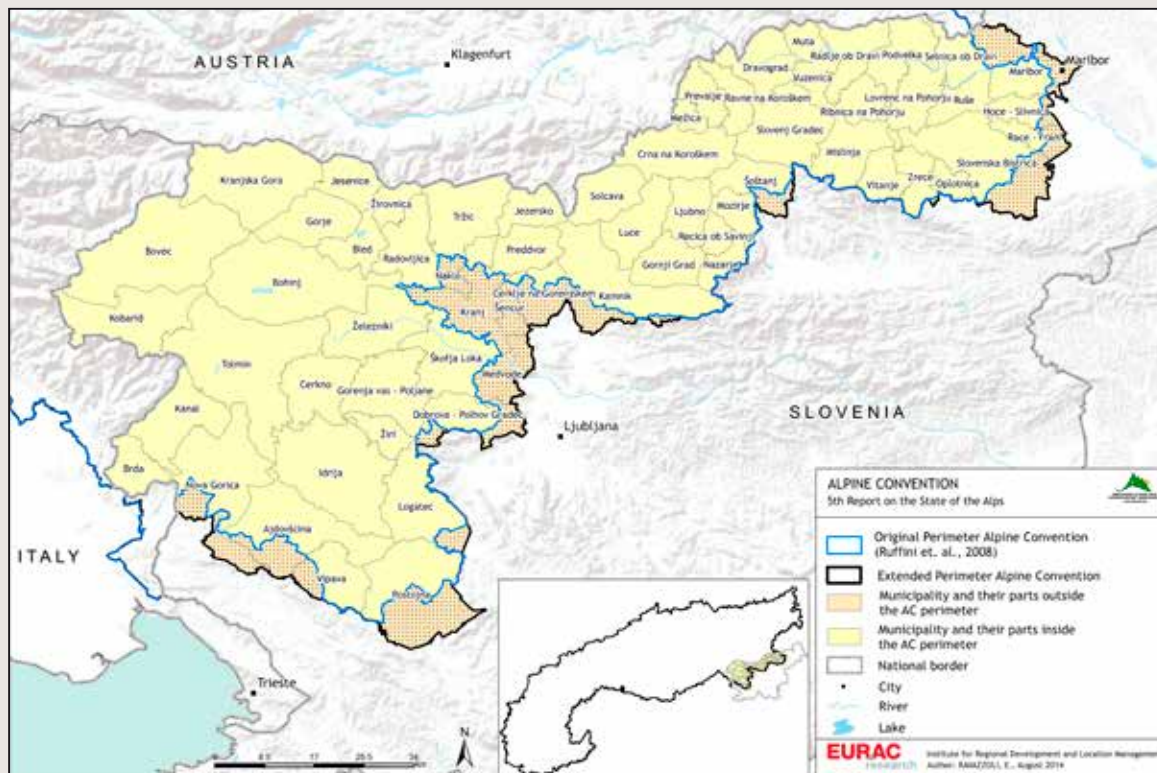 AUSTRIA
Klagenfurt
Muta
Radlje ob Dravi
Podvelka
Selnica ob Dravi
Dravograd
Vuzenica
Maribor
Maribor
Prevalje
Ravne na Koroškem
Lovrenc na Pohorju
Ruše
Mežica
Ribnica na Pohorju
Hoče - Slivnica
Slovenj Gradec
Črna na Koroškem
Mislinja
Slovenska Bistrica
Kranjska Gora
Jesenice
Šoštanj
Vitanje
Zreče
Oplotnica
Žirovnica
Solčava
Gorje
Tržič
Jezersko
Ljubno
Mozirje
Bovec
Bled
Radovljica
Preddvor
Luče
Rečica ob Savinji
Gornji Grad
Nazarje
Bohinj
Naklo
Cerklje na Gorenjskem
Kamnik
Kobarid
Kranj
Šenčur
Železniki
Tolmin
Škofja Loka
Medvode
Cerkno
Gorenja vas - Poljane
Kanal
Dobrova - Polhov Gradec
SLOVENIA
Ljubljana
Žiri
Brda
Idrija
Nova Gorica
Logatec
Ajdovščina
ITALY
Vipava
Postojna
Trieste
N
ALPINE CONVENTION
5th Report on the State of the Alps
Original Perimeter Alpine Convention
(Ruffini et. al., 2008)
Extended Perimeter Alpine Convention
Municipality and their parts outside
the AC perimeter
Municipality and their parts inside
the AC perimeter
National border
City
River
Lake
EURAC
research
Institute for Regional Development and Location Management
Author: RAVAZZOLI, E., August 2014